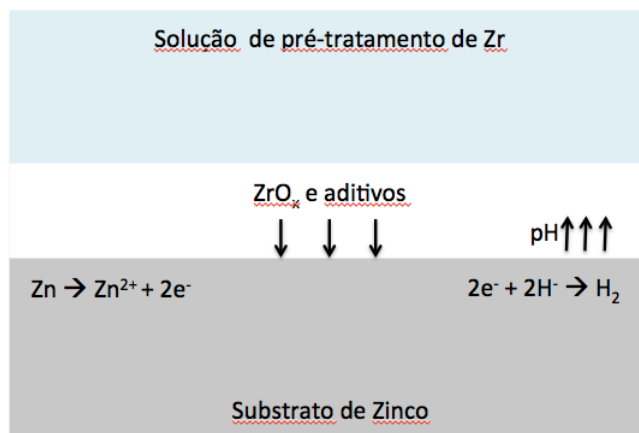 Solução de pré-tratamento de Zr
ZrOₓ e aditivos
pH↑↑↑
Zn → Zn²⁺ + 2e⁻
2e⁻ + 2H⁻ → H₂
Substrato de Zinco